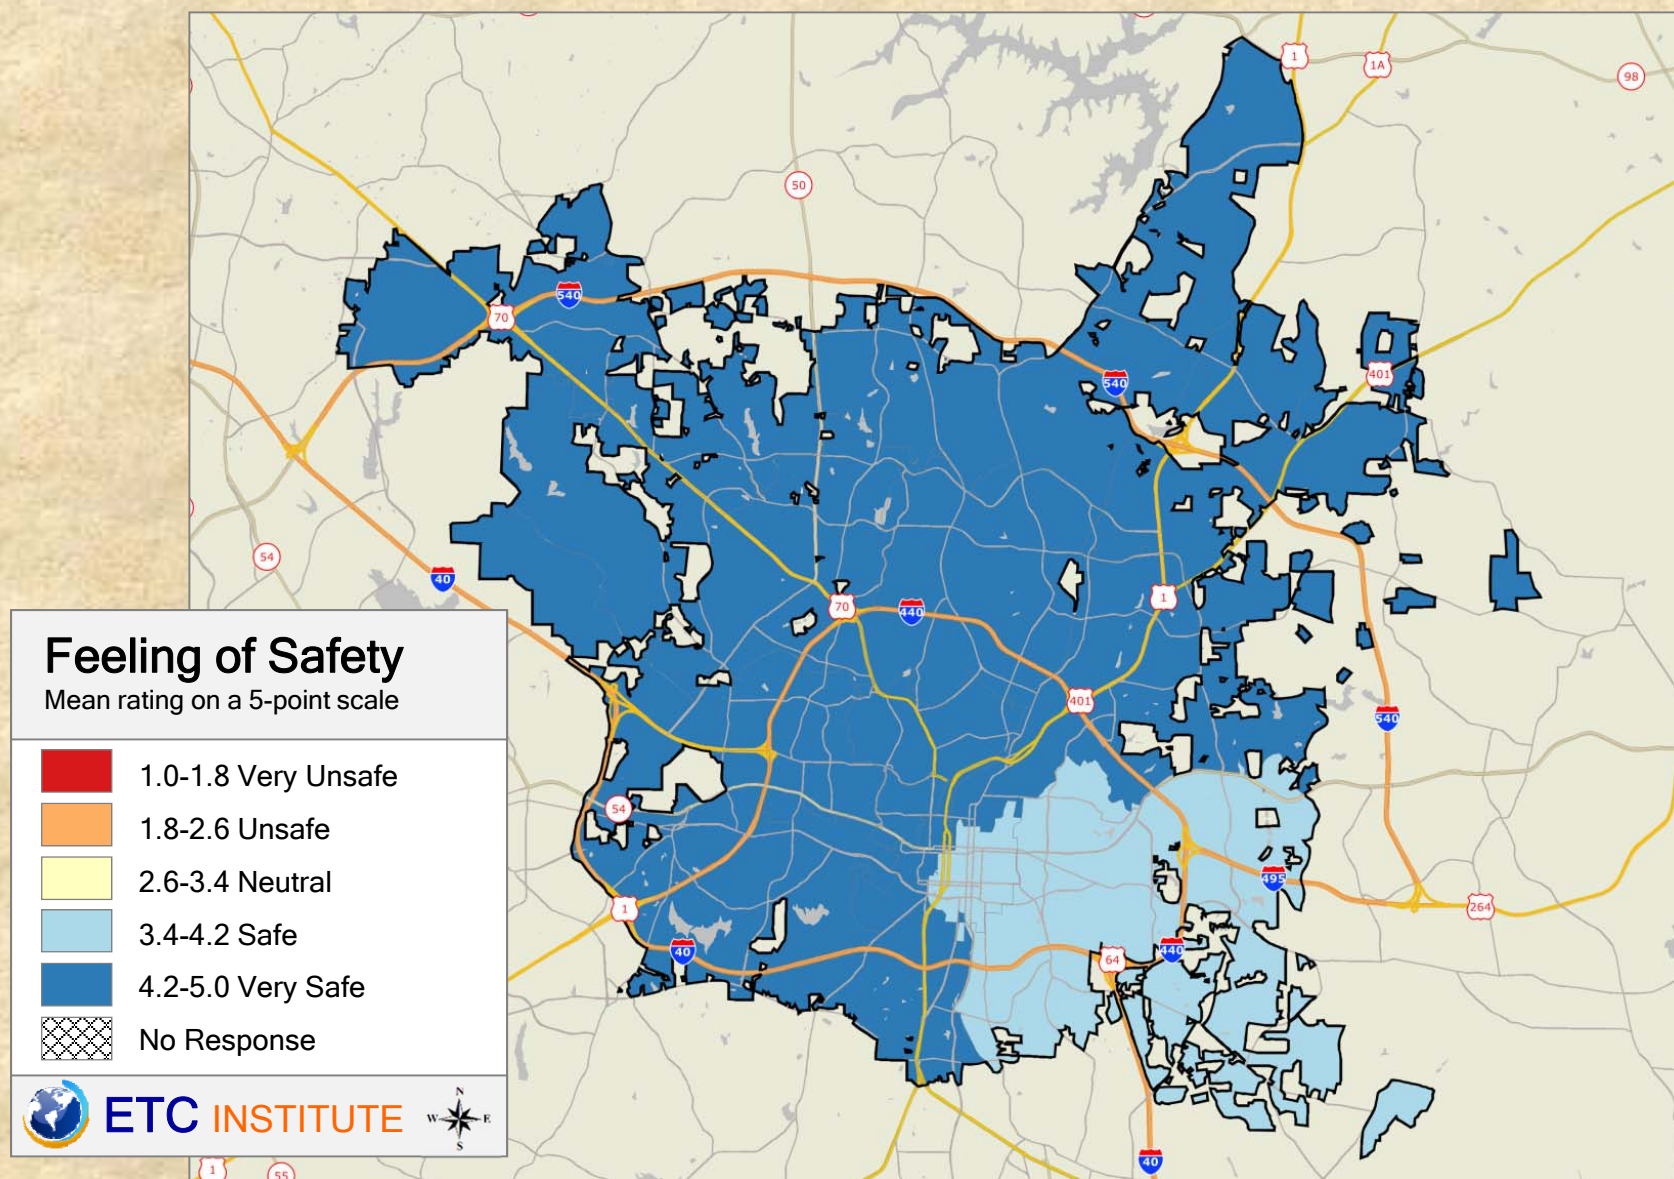 1
1A
98
50
540
70
540
401
54
40
70
440
1
401
540
Feeling of Safety
Mean rating on a 5-point scale
1.0-1.8 Very Unsafe
1.8-2.6 Unsafe
2.6-3.4 Neutral
3.4-4.2 Safe
4.2-5.0 Very Safe
No Response
ETC INSTITUTE
N
W
E
S
54
495
1
264
40
440
64
40
1
55